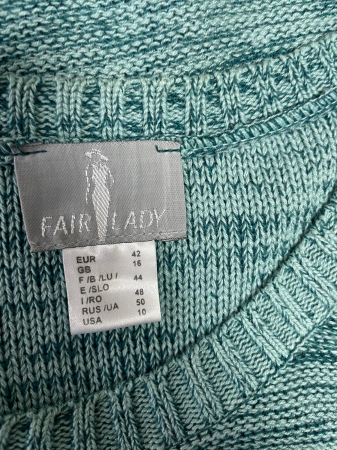 FAIR LADY
EUR 42
GB 16
F /B /LU / 44
E /SLO 48
I /RO 50
RUS /UA
USA 10